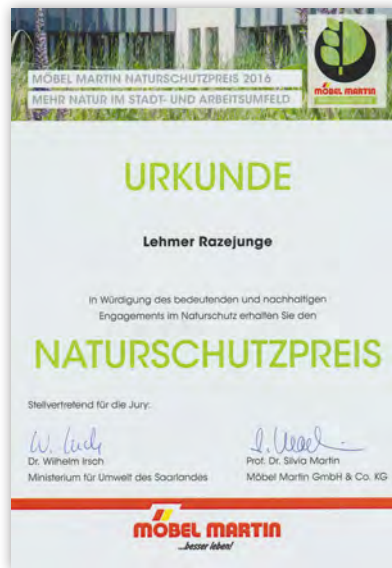 MÖBEL MARTIN NATURSCHUTZPREIS 2016
MEHR NATUR IM STADT- UND ARBEITSUMFELD
MÖBEL MARTIN
URKUNDE
Lehmer Razejunge
In Würdigung des bedeutenden und nachhaltigen
Engagements im Naturschutz erhalten Sie den
NATURSCHUTZPREIS
Stellvertretend für die Jury:
Dr. Wilhelm Irsch
Ministerium für Umwelt des Saarlandes
Prof. Dr. Silvia Martin
Möbel Martin GmbH & Co. KG
MÖBEL MARTIN
...besser leben!